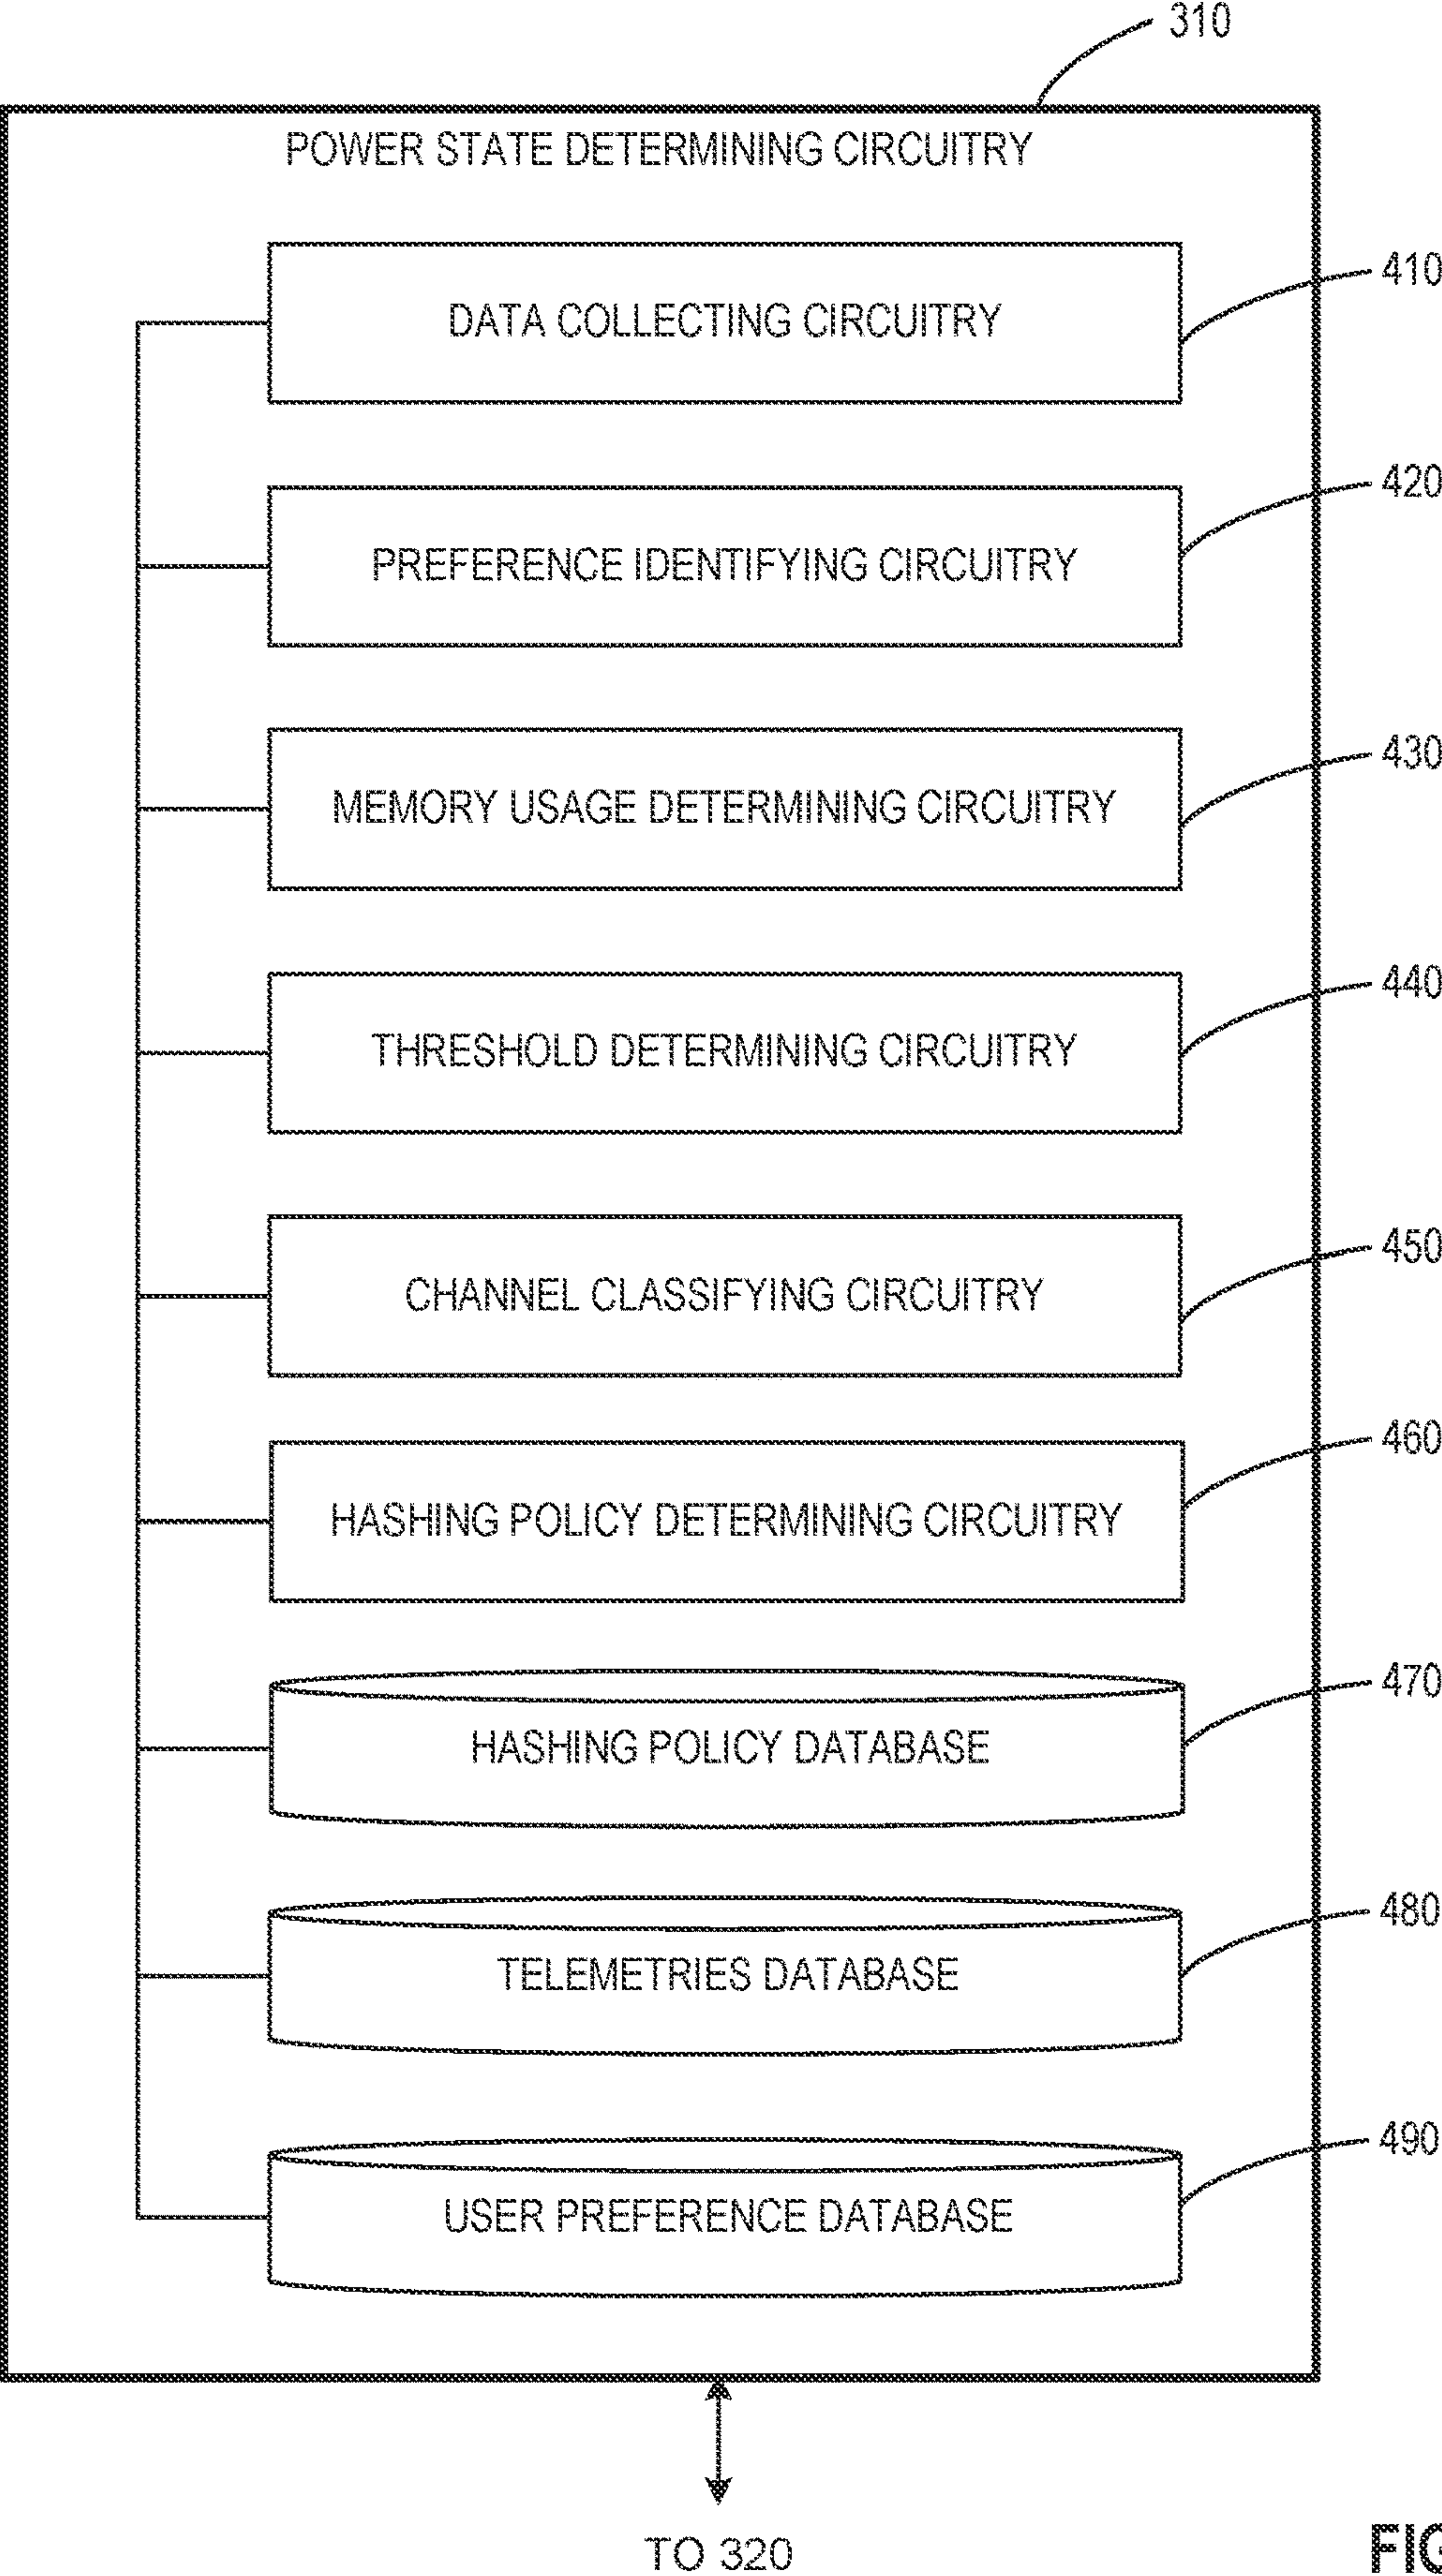 310
POWER STATE DETERMINING CIRCUITRY
410
DATA COLLECTING CIRCUITRY
420
PREFERENCE IDENTIFYING CIRCUITRY
430
MEMORY USAGE DETERMINING CIRCUITRY
440
THRESHOLD DETERMINING CIRCUITRY
450
CHANNEL CLASSIFYING CIRCUITRY
460
HASHING POLICY DETERMINING CIRCUITRY
470
HASHING POLICY DATABASE
480
TELEMETRIES DATABASE
490
USER PREFERENCE DATABASE
TO 320